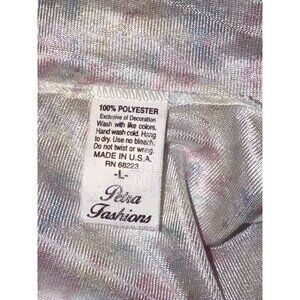 100% POLYESTER
Exclusive of Decoration
Wash with like colors.
Hand wash cold. Hang
to dry. Use no bleach.
Do not twist or wring.
MADE IN U.S.A.
RN 68223
-L-
Petra
Fashions